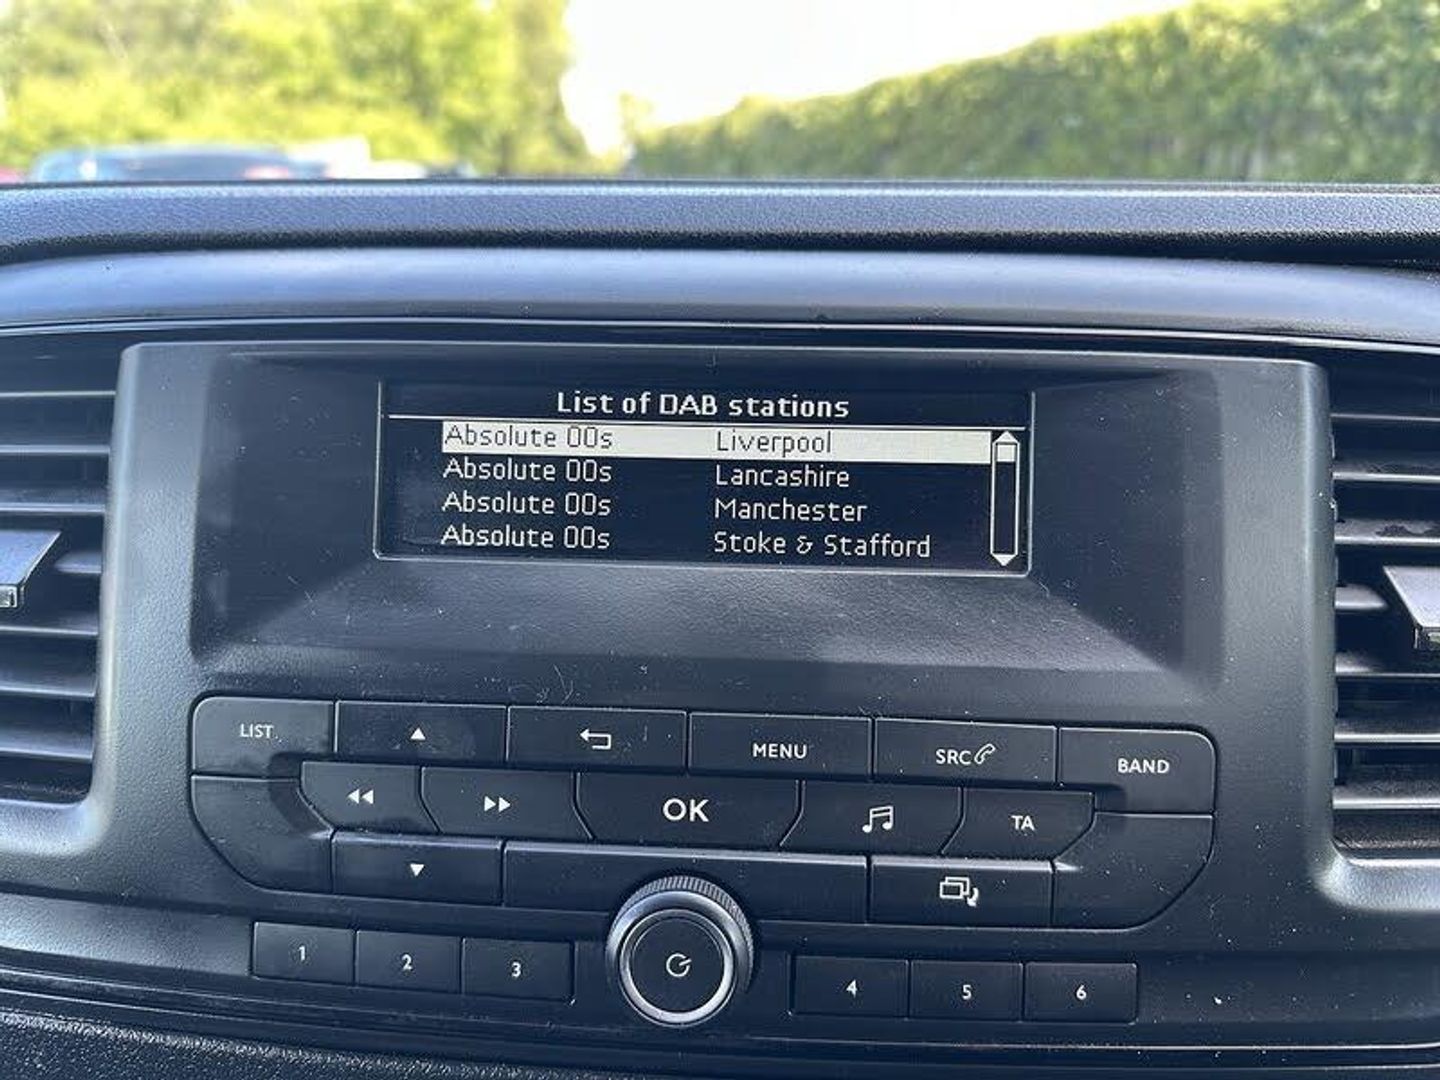 List of DAB stations
Absolute 00s Liverpool
Absolute 00s Lancashire
Absolute 00s Manchester
Absolute 00s Stoke & Stafford
LIST
MENU
SRC
BAND
OK
TA
1 2 3 4 5 6